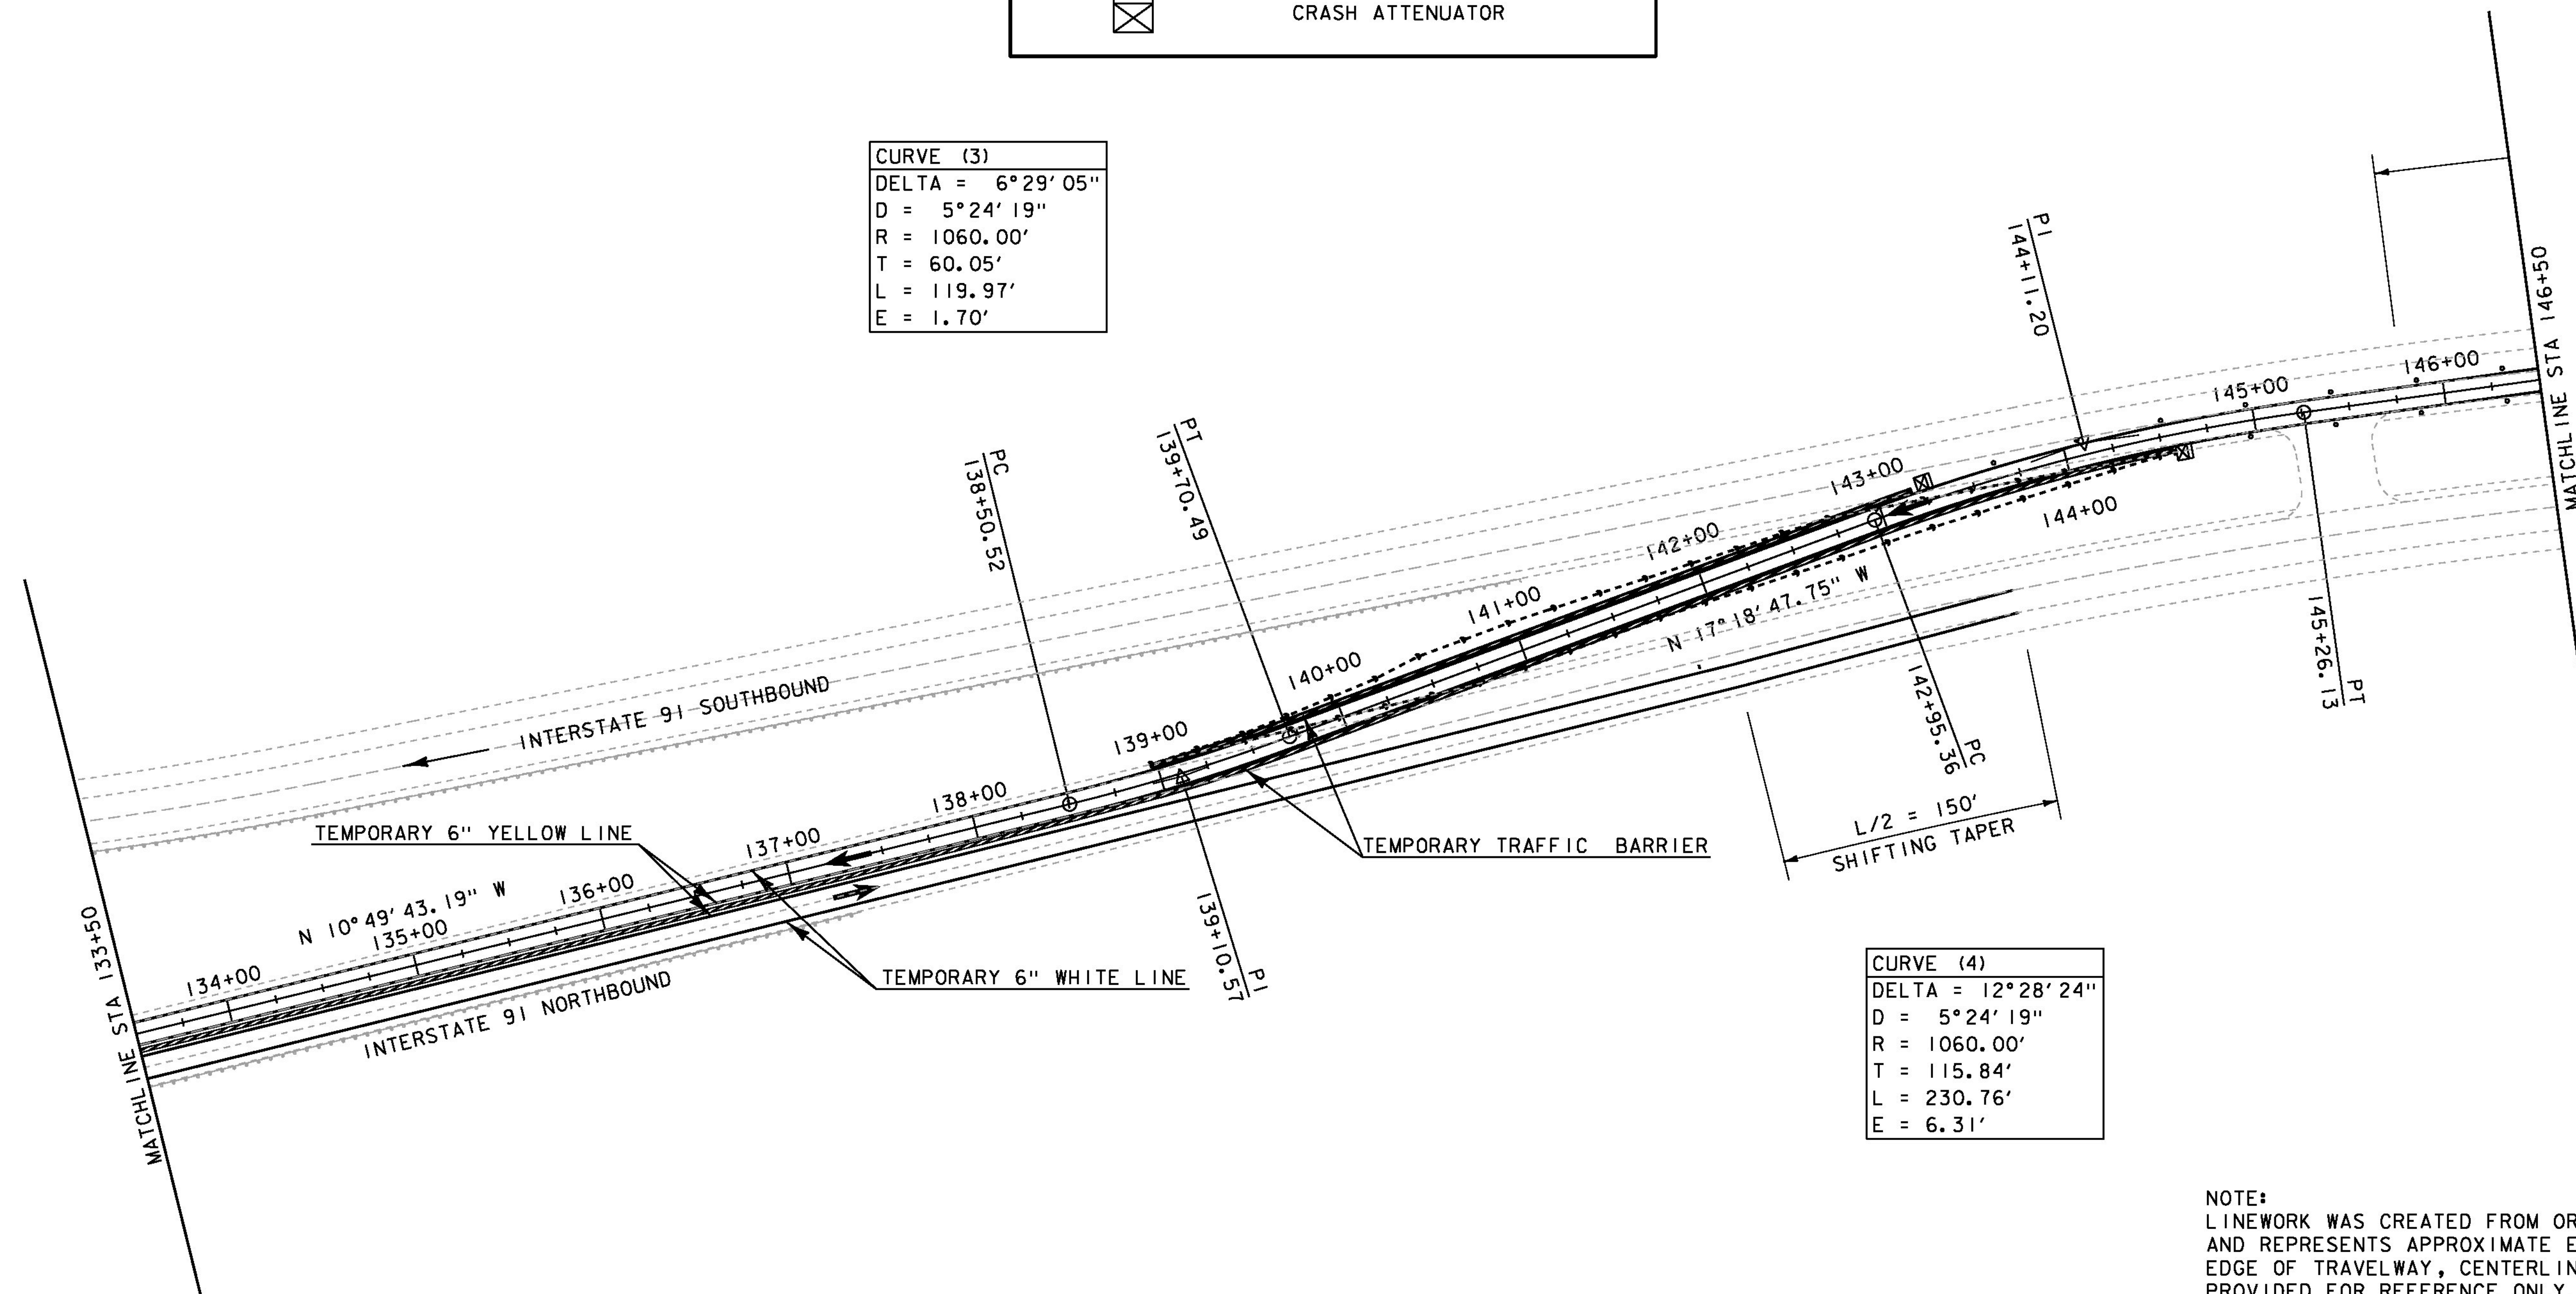 CRASH ATTENUATOR
CURVE (3)
DELTA = 6°29'05"
D = 5°24'19"
R = 1060.00'
T = 60.05'
L = 119.97'
E = 1.70'
PI
144+11.20
MATCHLINE STA 146+50
146+00
145+00
PT
139+70.49
PC
138+50.52
143+00
144+00
142+00
N 17°18'47.75" W
141+00
140+00
139+00
INTERSTATE 91 SOUTHBOUND
138+00
137+00
136+00
135+00
134+00
TEMPORARY 6" YELLOW LINE
N 10°49'43.19" W
MATCHLINE STA 133+50
INTERSTATE 91 NORTHBOUND
TEMPORARY 6" WHITE LINE
TEMPORARY TRAFFIC BARRIER
139+10.57
PI
142+95.36
PC
145+26.13
PT
L/2 = 150'
SHIFTING TAPER
CURVE (4)
DELTA = 12°28'24"
D = 5°24'19"
R = 1060.00'
T = 115.84'
L = 230.76'
E = 6.31'
NOTE:
LINEWORK WAS CREATED FROM OR
AND REPRESENTS APPROXIMATE E
EDGE OF TRAVELWAY, CENTERLIN
PROVIDED FOR REFERENCE ONLY